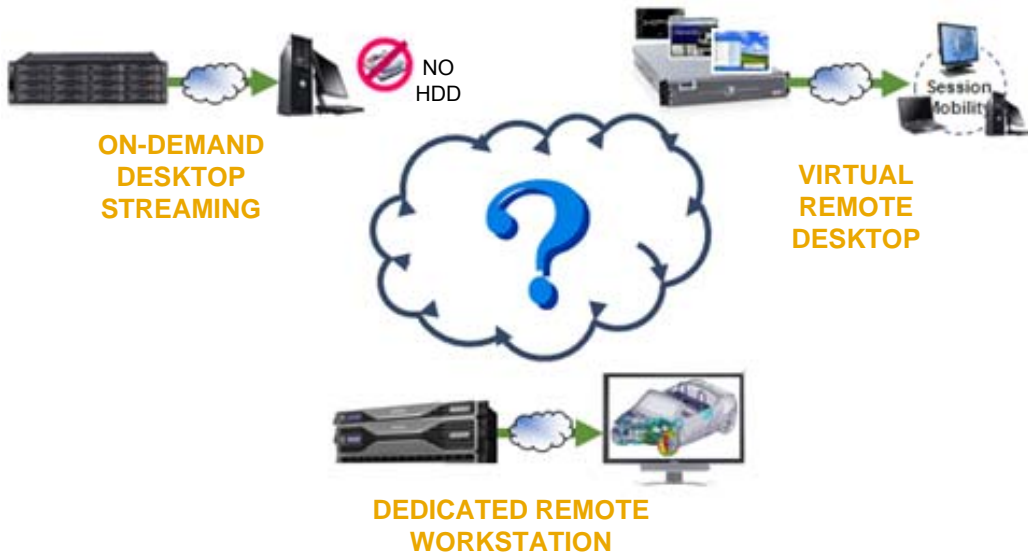 NO
HDD
ON-DEMAND
DESKTOP
STREAMING
Session
Mobility
VIRTUAL
REMOTE
DESKTOP
DEDICATED REMOTE
WORKSTATION